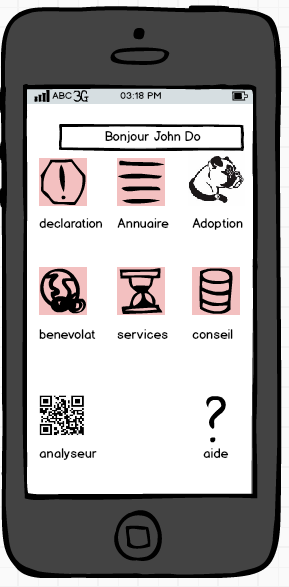 ABC 3G 03:18 PM
Bonjour John Do
declaration Annuaire Adoption
benevolat services conseil
analyseur aide